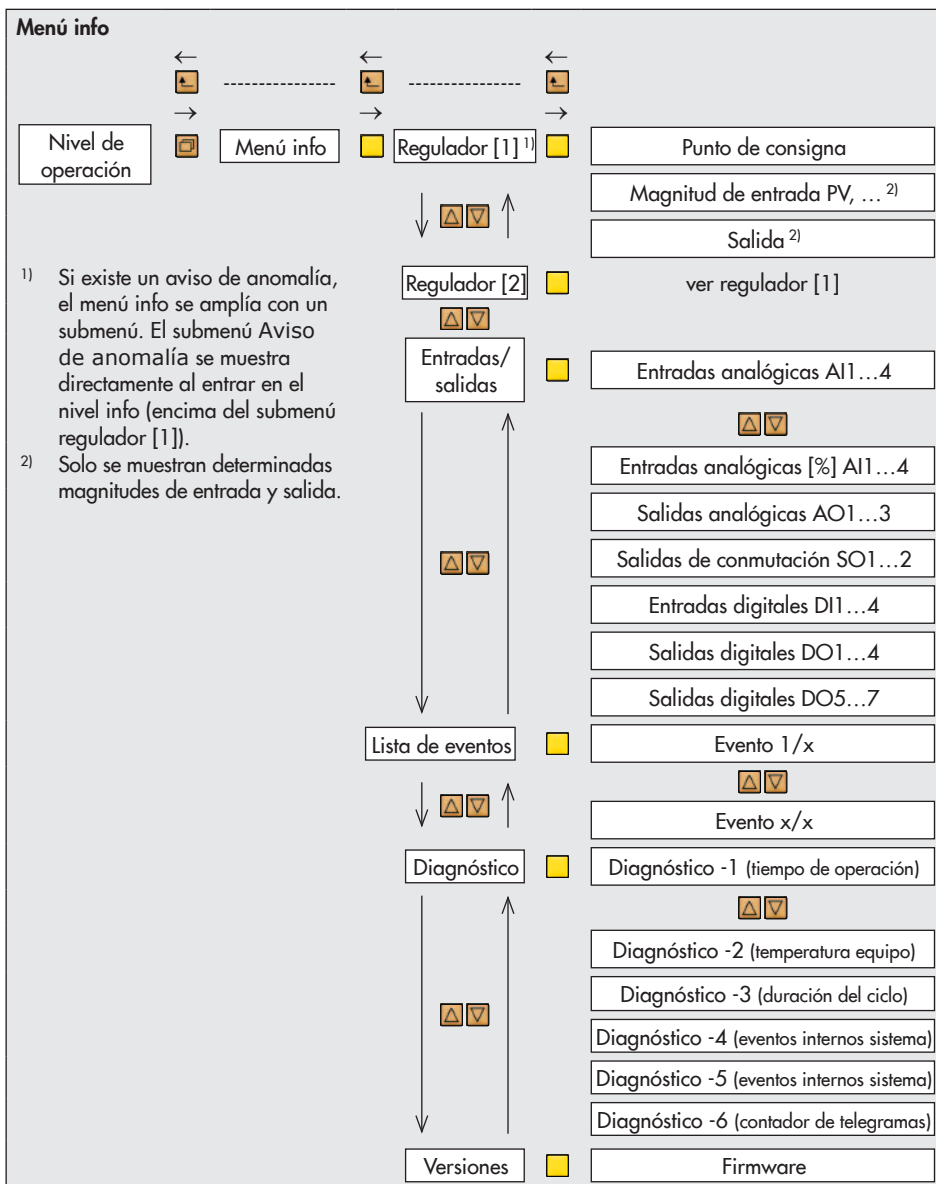 Menú info
← ← ←
--------------- ---------------
→ → →
Nivel de
operación
Menú info
Regulador [1] 1)
Punto de consigna
Magnitud de entrada PV, … 2)
Salida 2)
1) Si existe un aviso de anomalía,
el menú info se amplía con un
submenú. El submenú Aviso
de anomalía se muestra
directamente al entrar en el
nivel info (encima del submenú
regulador [1]).
2) Solo se muestran determinadas
magnitudes de entrada y salida.
Regulador [2]
ver regulador [1]
Entradas/
salidas
Entradas analógicas AI1…4
Entradas analógicas [%] AI1…4
Salidas analógicas AO1…3
Salidas de conmutación SO1…2
Entradas digitales DI1…4
Salidas digitales DO1…4
Salidas digitales DO5…7
Lista de eventos
Evento 1/x
Evento x/x
Diagnóstico
Diagnóstico -1 (tiempo de operación)
Diagnóstico -2 (temperatura equipo)
Diagnóstico -3 (duración del ciclo)
Diagnóstico -4 (eventos internos sistema)
Diagnóstico -5 (eventos internos sistema)
Diagnóstico -6 (contador de telegramas)
Versiones
Firmware